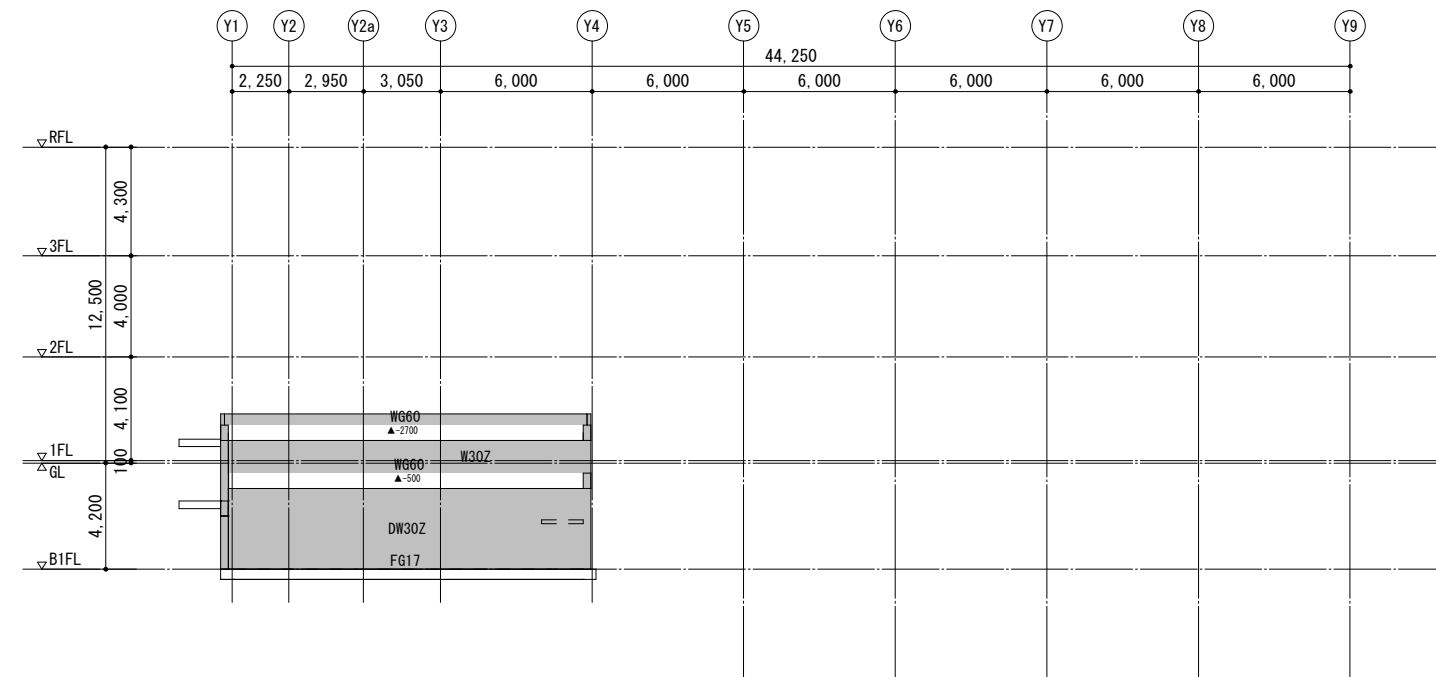 Y1 Y2 Y2a Y3 Y4 Y5 Y6 Y7 Y8 Y9
44,250
2,250 2,950 3,050 6,000 6,000 6,000 6,000 6,000 6,000
▽RFL
4,300
▽3FL
12,500
4,000
▽2FL
4,100
WG60
▲-2700
▽1FL
W30Z
100
▽GL
WG60
▲-500
4,200
DW30Z
▽B1FL
FG17